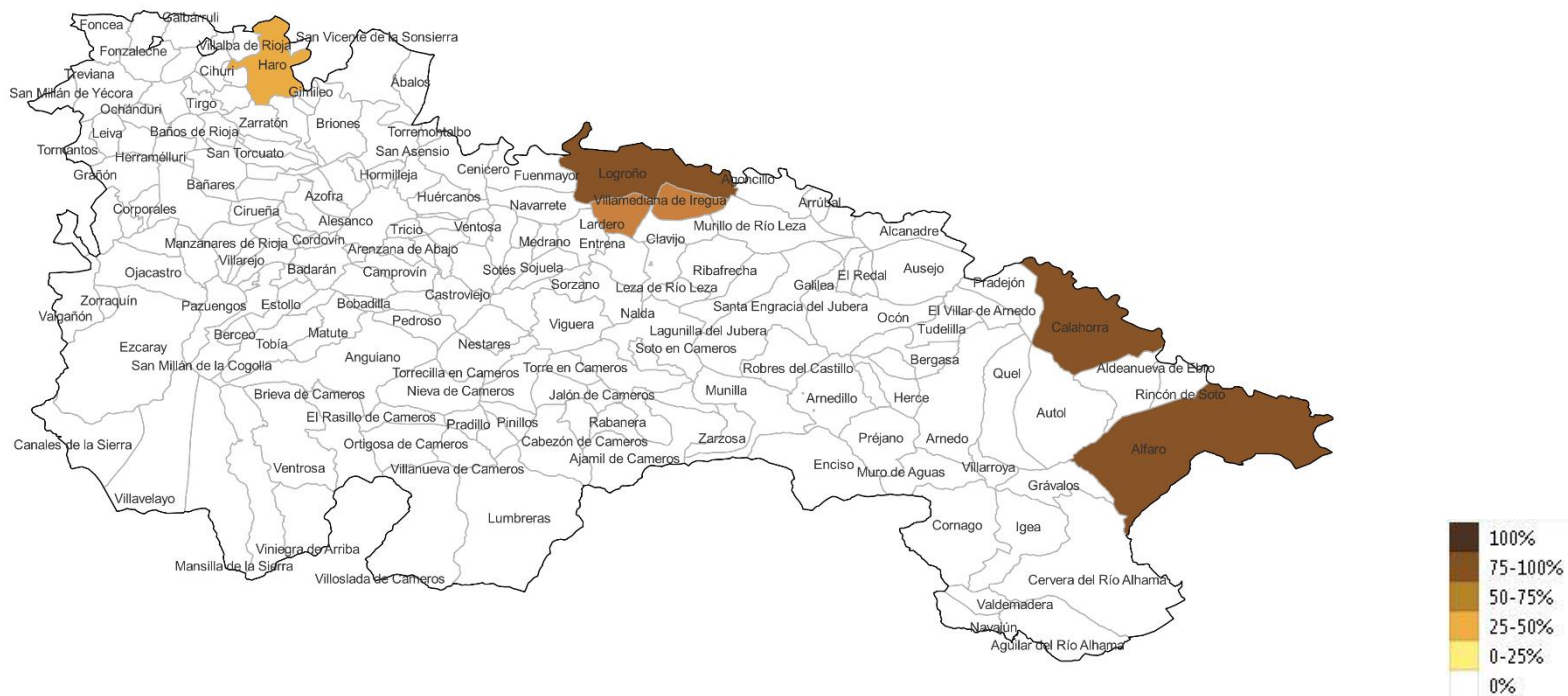 Galbárruli
Foncea
San Vicente de la Sonsierra
Villalba de Rioja
Fonzaleche
Haro
Cihuri
Treviana
Ábalos
San Millán de Yécora
Gimileo
Ochánduri
Tirgo
Zarratón
Briones
Leiva
Baños de Rioja
Torremontalbo
Tormantos
Herramélluri
San Torcuato
San Asensio
Cenicero
Grañón
Hormilleja
Fuenmayor
Logroño
Agoncillo
Bañares
Azofra
Huércanos
Navarrete
Villamediana de Iregua
Arrúbal
Corporales
Cirueña
Alesanco
Tricio
Ventosa
Lardero
Murillo de Río Leza
Alcanadre
Manzanares de Rioja
Cordovín
Arenzana de Abajo
Medrano
Entrena
Clavijo
Villarejo
Ojacastro
Badarán
Camprovín
Sotés
Sojuela
Ribafrecha
El Redal
Ausejo
Zorraquín
Pazuengos
Estollo
Bobadilla
Castroviejo
Sorzano
Leza de Río Leza
Galilea
Pradejón
Valgañón
Berceo
Matute
Pedroso
Viguera
Nalda
Santa Engracia del Jubera
Ocón
El Villar de Arnedo
Calahorra
Ezcaray
Tobía
Nestares
Lagunilla del Jubera
Tudelilla
San Millán de la Cogolla
Anguiano
Soto en Cameros
Bergasa
Torrecilla en Cameros
Torre en Cameros
Robres del Castillo
Quel
Aldeanueva de Ebro
Brieva de Cameros
Nieva de Cameros
Jalón de Cameros
Munilla
Arnedillo
Herce
Autol
Rincón de Soto
El Rasillo de Cameros
Pradillo
Pinillos
Rabanera
Canales de la Sierra
Ortigosa de Cameros
Cabezón de Cameros
Zarzosa
Préjano
Arnedo
Alfaro
Ventrosa
Villanueva de Cameros
Ajamil de Cameros
Enciso
Muro de Aguas
Villarroya
Villavelayo
Grávalos
Lumbreras
Cornago
Igea
Viniegra de Arriba
Mansilla de la Sierra
Villoslada de Cameros
Cervera del Río Alhama
Valdemadera
Navajún
Aguilar del Río Alhama
100%
75-100%
50-75%
25-50%
0-25%
0%